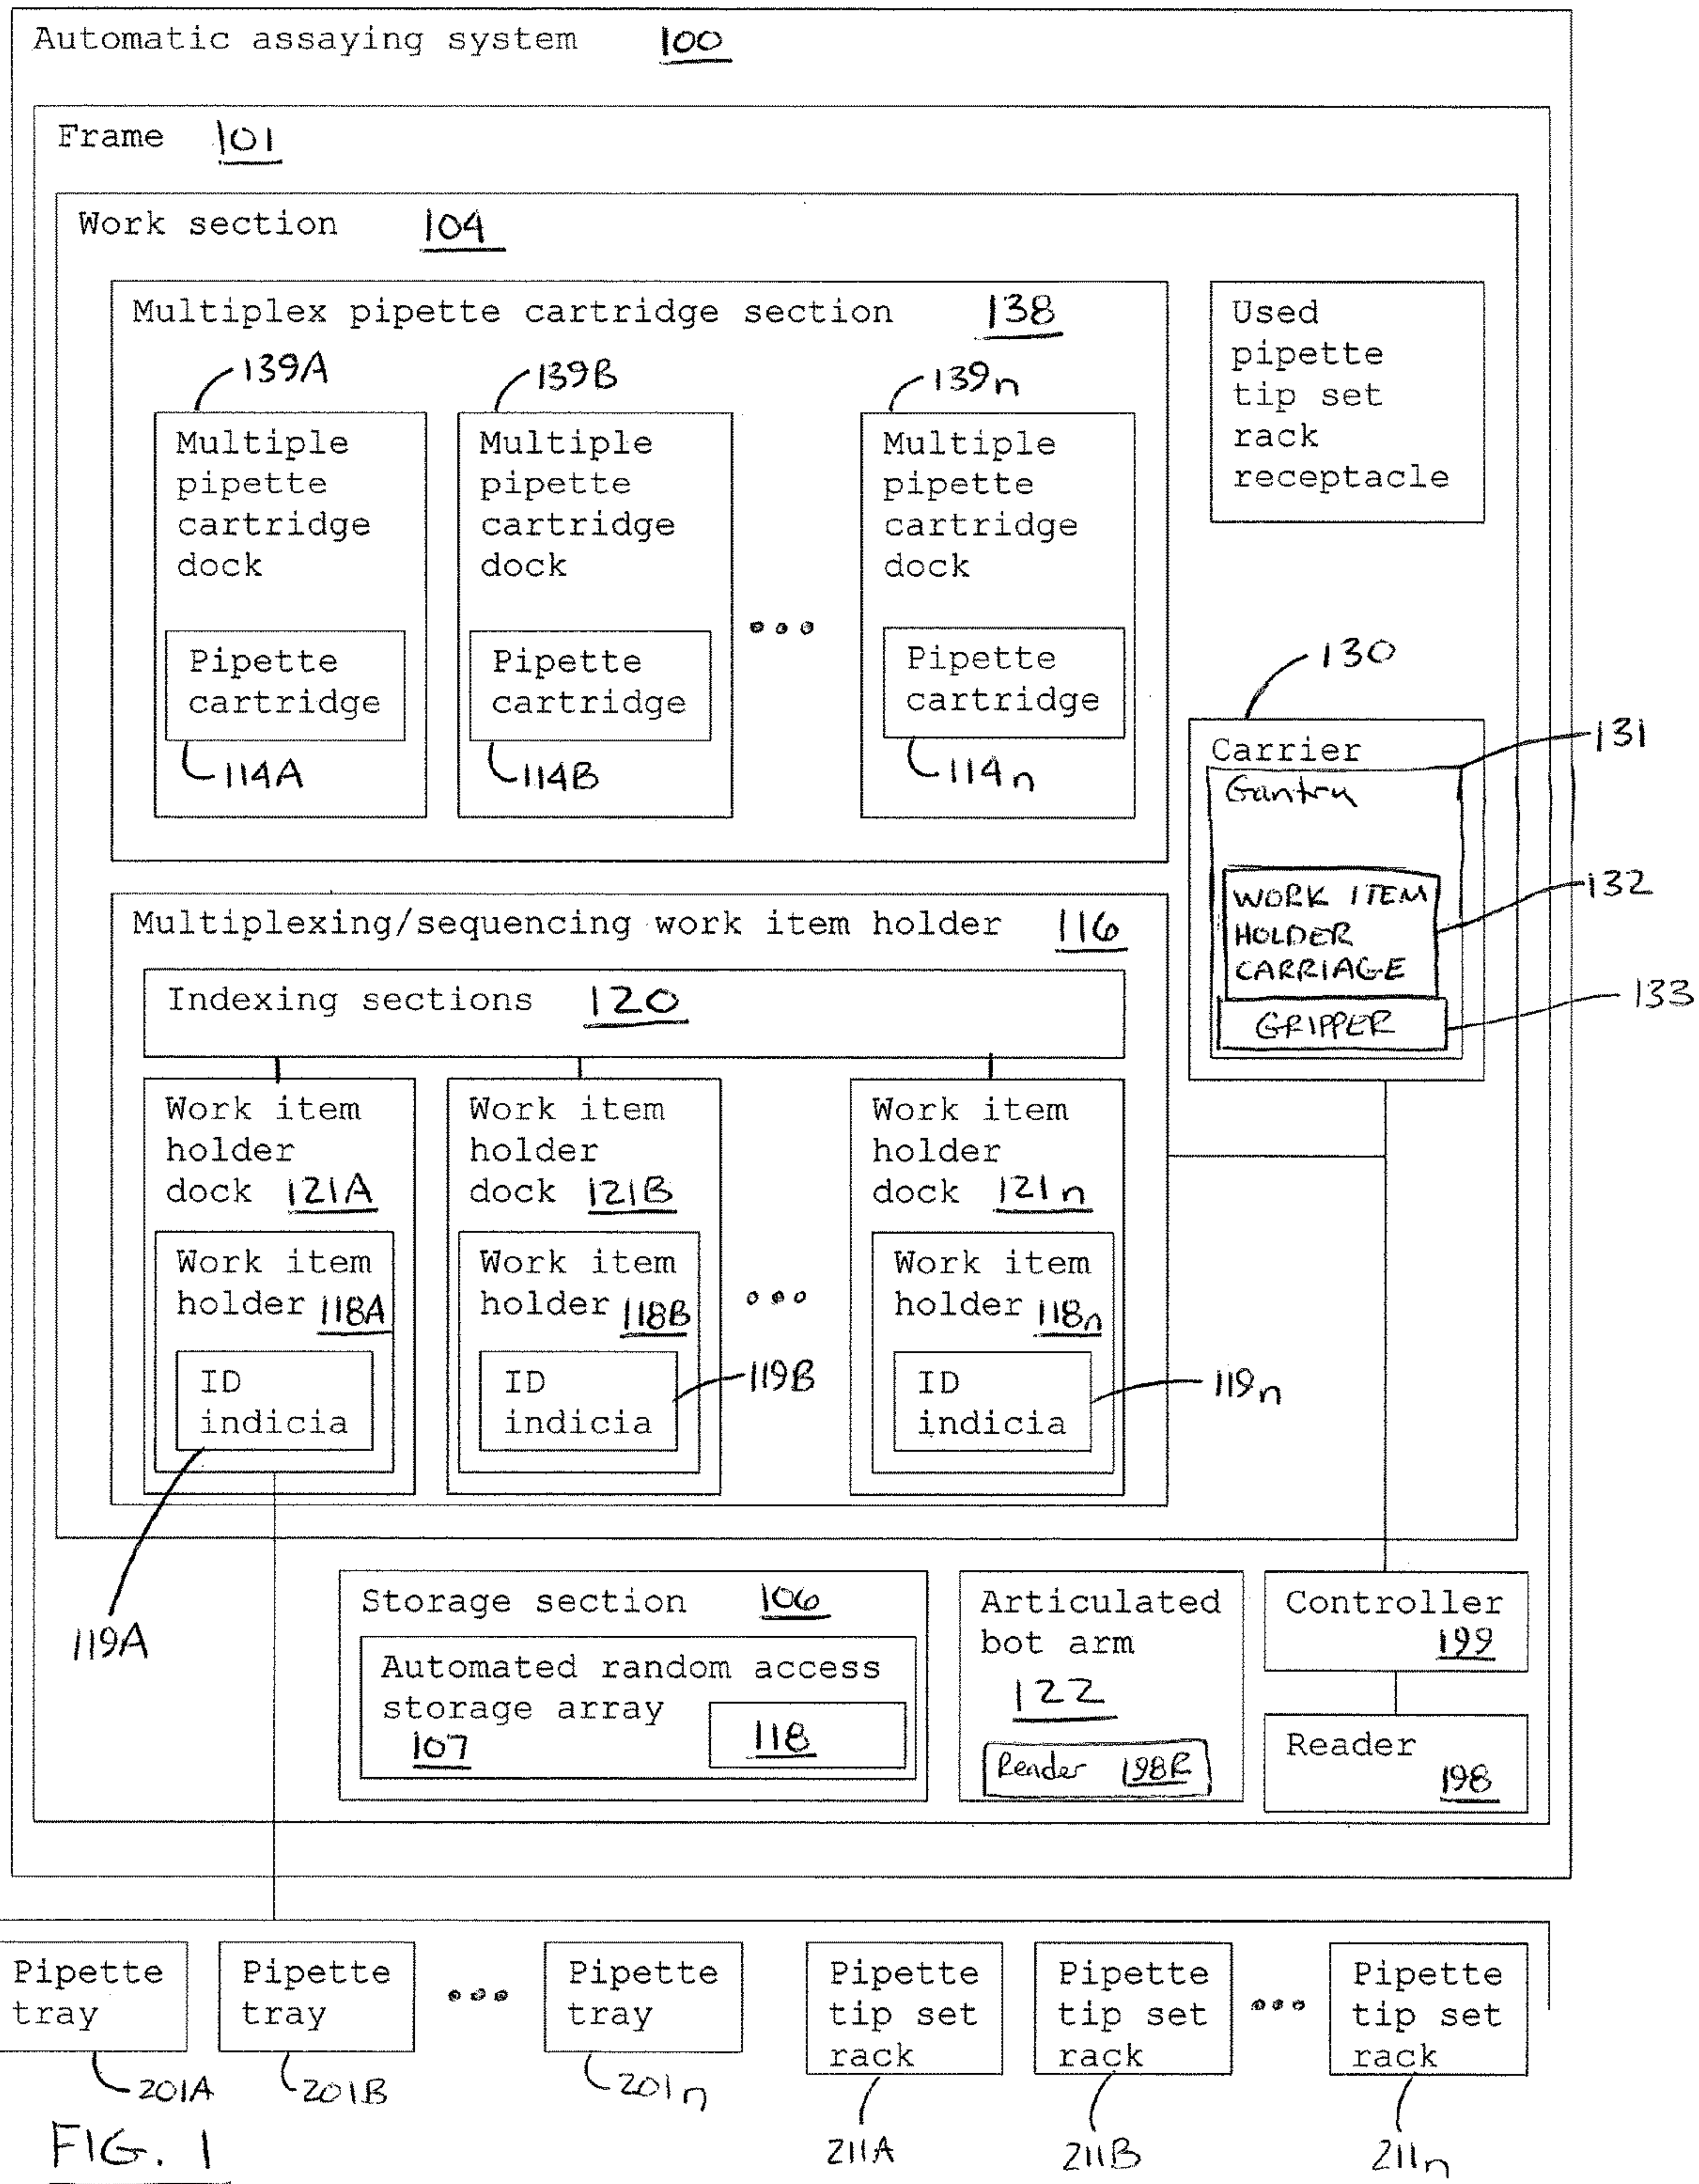 Automatic assaying system 100
Frame 101
Work section 104
Multiplex pipette cartridge section 138
139A
139B
139n
Multiple
pipette
cartridge
dock
Pipette
cartridge
114A
Multiple
pipette
cartridge
dock
Pipette
cartridge
114B
Multiple
pipette
cartridge
dock
Pipette
cartridge
114n
Used
pipette
tip set
rack
receptacle
130
Carrier
131
Gantry
WORK ITEM
HOLDER
CARRIAGE
132
GRIPPER
133
Multiplexing/sequencing work item holder 116
Indexing sections 120
Work item
holder
dock 121A
Work item
holder 118A
ID
indicia
119A
Work item
holder
dock 121B
Work item
holder 118B
ID
indicia
119B
Work item
holder
dock 121n
Work item
holder 118n
ID
indicia
119n
Storage section 106
Automated random access
storage array
107
118
Articulated
bot arm
122
Reader 198R
Controller
199
Reader
198
Pipette
tray
201A
Pipette
tray
201B
Pipette
tray
201n
Pipette
tip set
rack
211A
Pipette
tip set
rack
211B
Pipette
tip set
rack
211n
FIG. 1